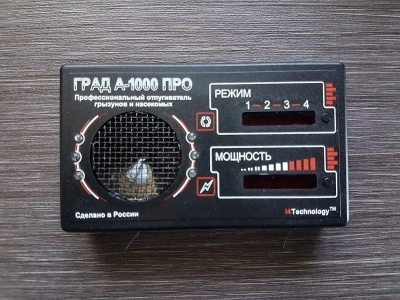 ГРАД А-1000 ПРО
Профессиональный отпугиватель
грызунов и насекомых
РЕЖИМ
1-2-3-4
МОЩНОСТЬ
Сделано в России
i4Technology™